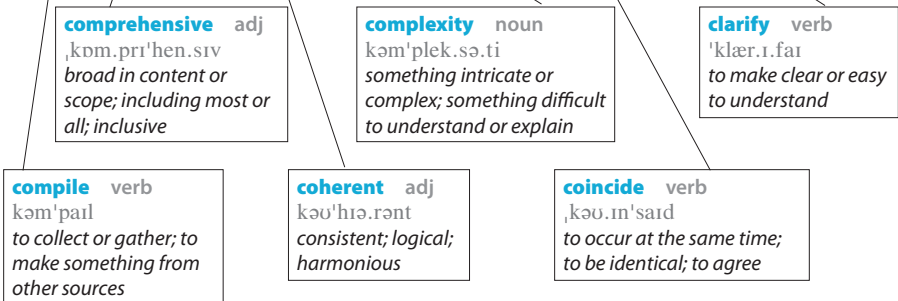 comprehensive adj
ˌkɒm.prɪˈhen.sɪv
broad in content or
scope; including most or
all; inclusive
complexity noun
kəmˈplek.sə.ti
something intricate or
complex; something difficult
to understand or explain
clarify verb
ˈklær.ɪ.faɪ
to make clear or easy
to understand
compile verb
kəmˈpaɪl
to collect or gather; to
make something from
other sources
coherent adj
kəʊˈhɪə.rənt
consistent; logical;
harmonious
coincide verb
ˌkəʊ.ɪnˈsaɪd
to occur at the same time;
to be identical; to agree